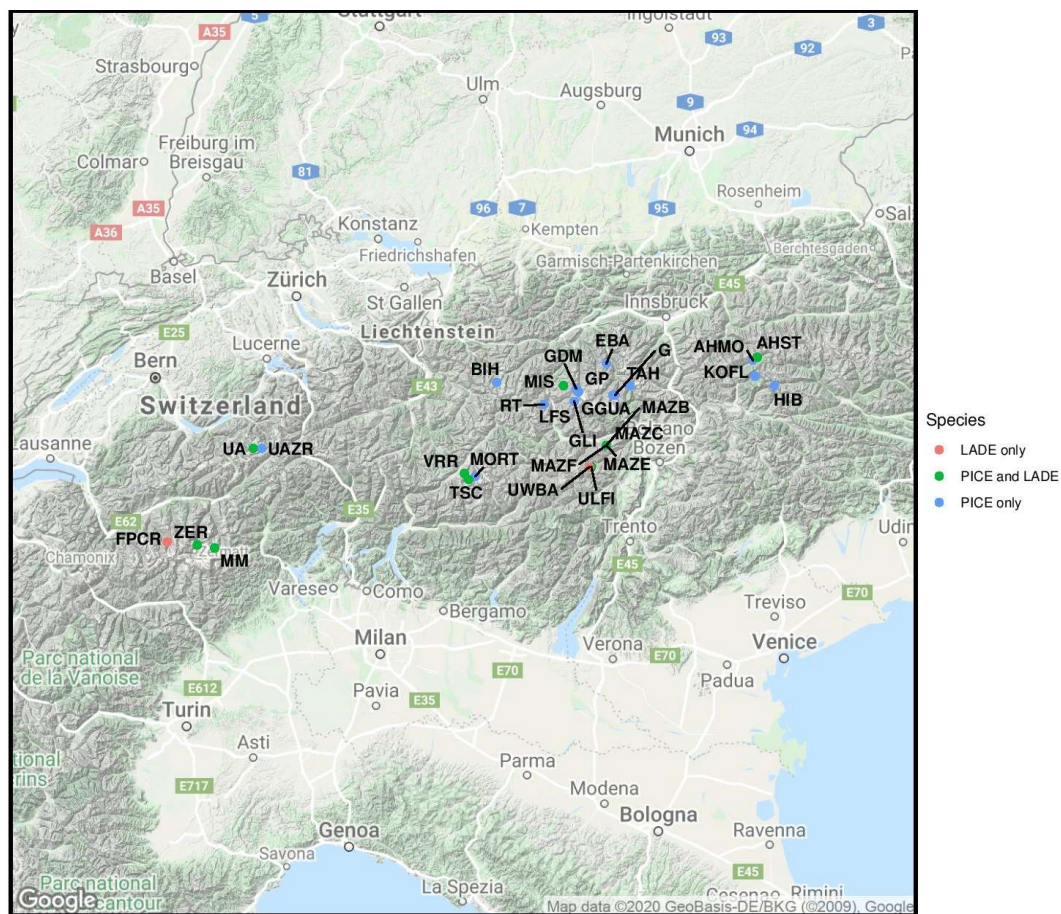 Stuttgart
Ingolstadt
5
3
A35
93
92
Strasbourg
Ulm
Augsburg
9
94
Munich
Freiburg im
Breisgau
Colmar
81
Rosenheim
A35
96
7
95
Konstanz
Kempten
A36
Friedrichshafen
Berchtesgaden
Basel
Garmisch-Partenkirchen
Zürich
E45
St Gallen
Innsbruck
E25
Liechtenstein
Lucerne
EBA
G
AHMO
AHST
Bern
GDM
BIH
MIS
GP
TAH
KOFL
E43
HIB
Switzerland
RT
LFS
GGUA
MAZB
GLI
MAZC
Bozen
Lausanne
UA
UAZR
VRR
MORT
MAZF
MAZE
TSC
UWBA
ULFI
E35
E62
Trento
FPCR
ZER
Udin
Chamonix
MM
E45
Varese
Como
Bergamo
Treviso
E70
Milan
Verona
Venice
Parc national
de la Vanoise
E70
Padua
E612
Pavia
E35
Turin
Asti
Parma
E717
Modena
Bologna
Genoa
Ravenna
Savona
E45
La Spezia
Parc national
Rimini
Google
Map data ©2020 GeoBasis-DE/BKG (©2009), Google
Species
LADE only
PICE and LADE
PICE only